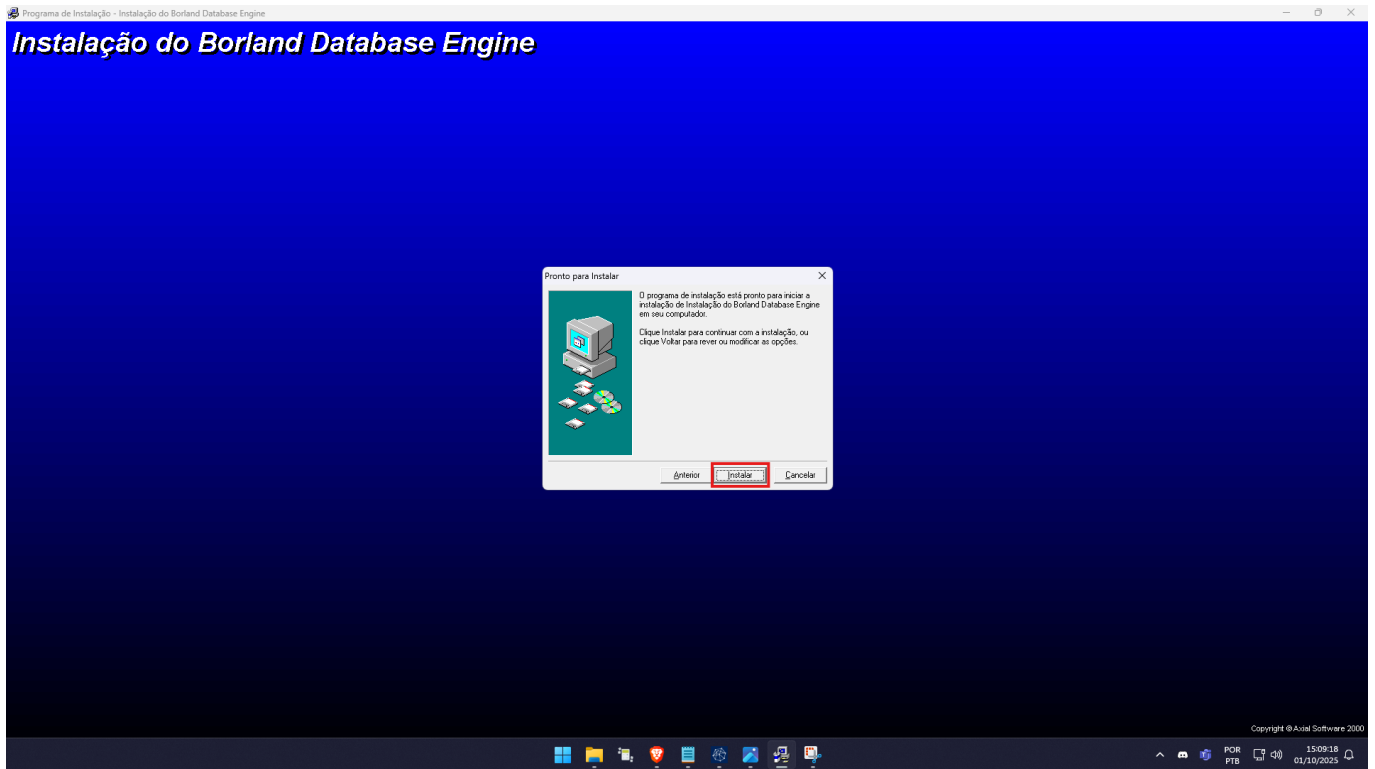 Programa de Instalação - Instalação do Borland Database Engine
Instalação do Borland Database Engine
Pronto para Instalar
O programa de instalação está pronto para iniciar a
instalação de Instalação do Borland Database Engine
em seu computador.
Clique Instalar para continuar com a instalação, ou
clique Voltar para rever ou modificar as opções.
Anterior
Instalar
Cancelar
Copyright @ Axial Software 2000
POR
PTB
15:09:18
01/10/2025